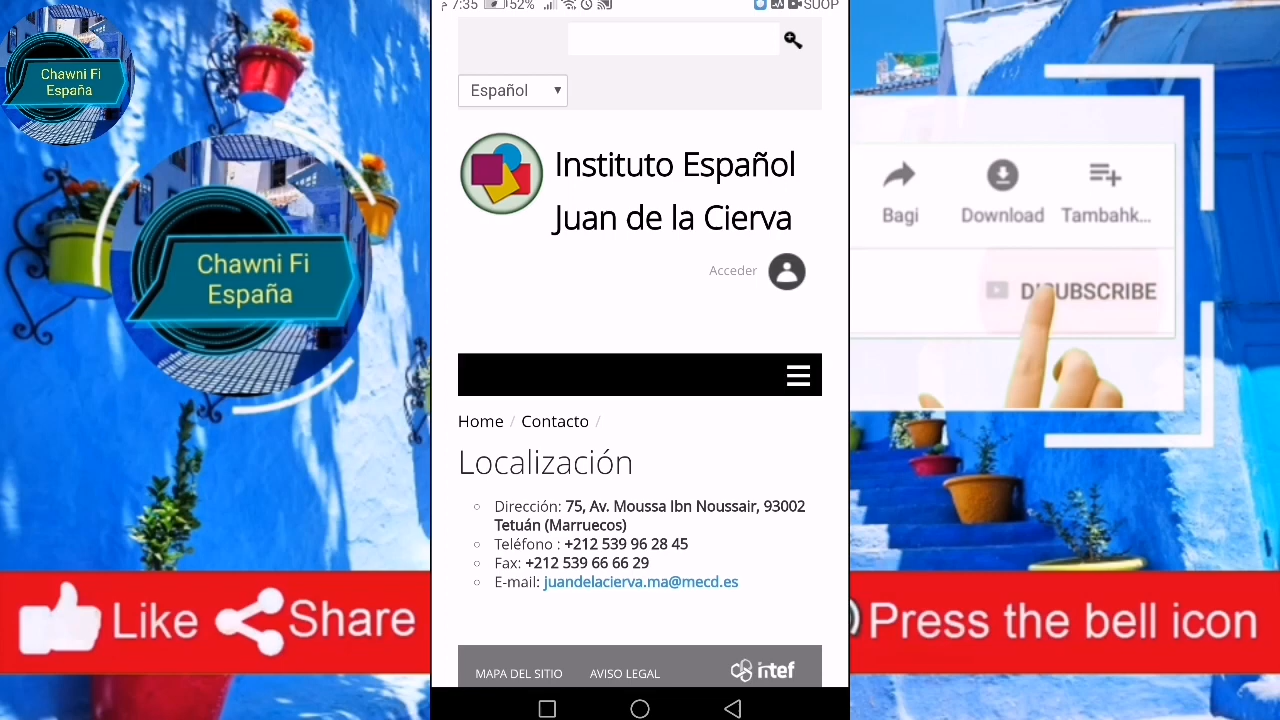 Chawni Fi
España
Chawni Fi
España
Like
Share
م 7:35
52%
SUOP
Español
Instituto Español
Juan de la Cierva
Acceder
Home / Contacto /
Localización
Dirección: 75, Av. Moussa Ibn Noussair, 93002
Tetuán (Marruecos)
Teléfono : +212 539 96 28 45
Fax: +212 539 66 66 29
E-mail: juandelacierva.ma@mecd.es
MAPA DEL SITIO
AVISO LEGAL
intef
Bagi
Download
Tambahk...
Press the bell icon